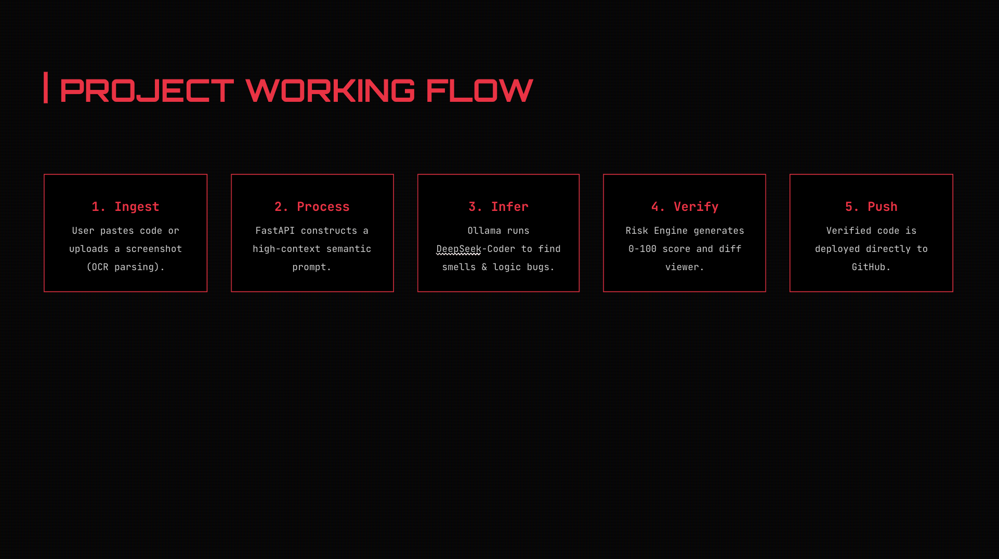 PROJECT WORKING FLOW
1. Ingest
User pastes code or
uploads a screenshot
(OCR parsing).
2. Process
FastAPI constructs a
high-context semantic
prompt.
3. Infer
Ollama runs
DeepSeek-Coder to find
smells & logic bugs.
4. Verify
Risk Engine generates
0-100 score and diff
viewer.
5. Push
Verified code is
deployed directly to
GitHub.